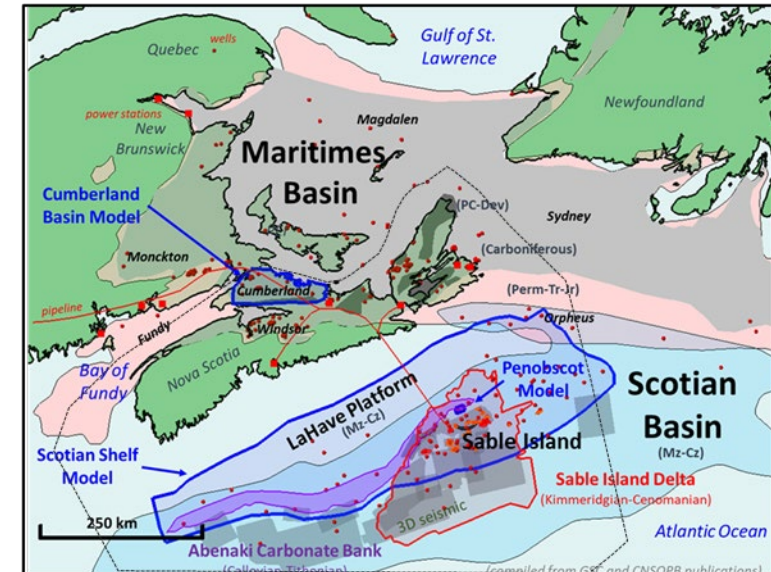 Gulf of St.
Lawrence
Quebec
wells
Newfoundland
power stations
New
Brunswick
Magdalen
Maritimes
Basin
Cumberland
Basin Model
(PC-Dev)
Sydney
(Carboniferous)
Monckton
Cumberland
(Perm-Tr-Jr)
pipeline
Fundy
Windsor
Orpheus
Bay of
Fundy
Nova Scotia
Penobscot
Model
LaHave Platform
(Mz-Cz)
Scotian
Basin
(Mz-Cz)
Sable Island
Scotian Shelf
Model
Sable Island Delta
(Kimmeridgian-Cenomanian)
250 km
3D seismic
Atlantic Ocean
Abenaki Carbonate Bank
(Callovian-Tithonian)
(compiled from GSC and CNSOPB publications)